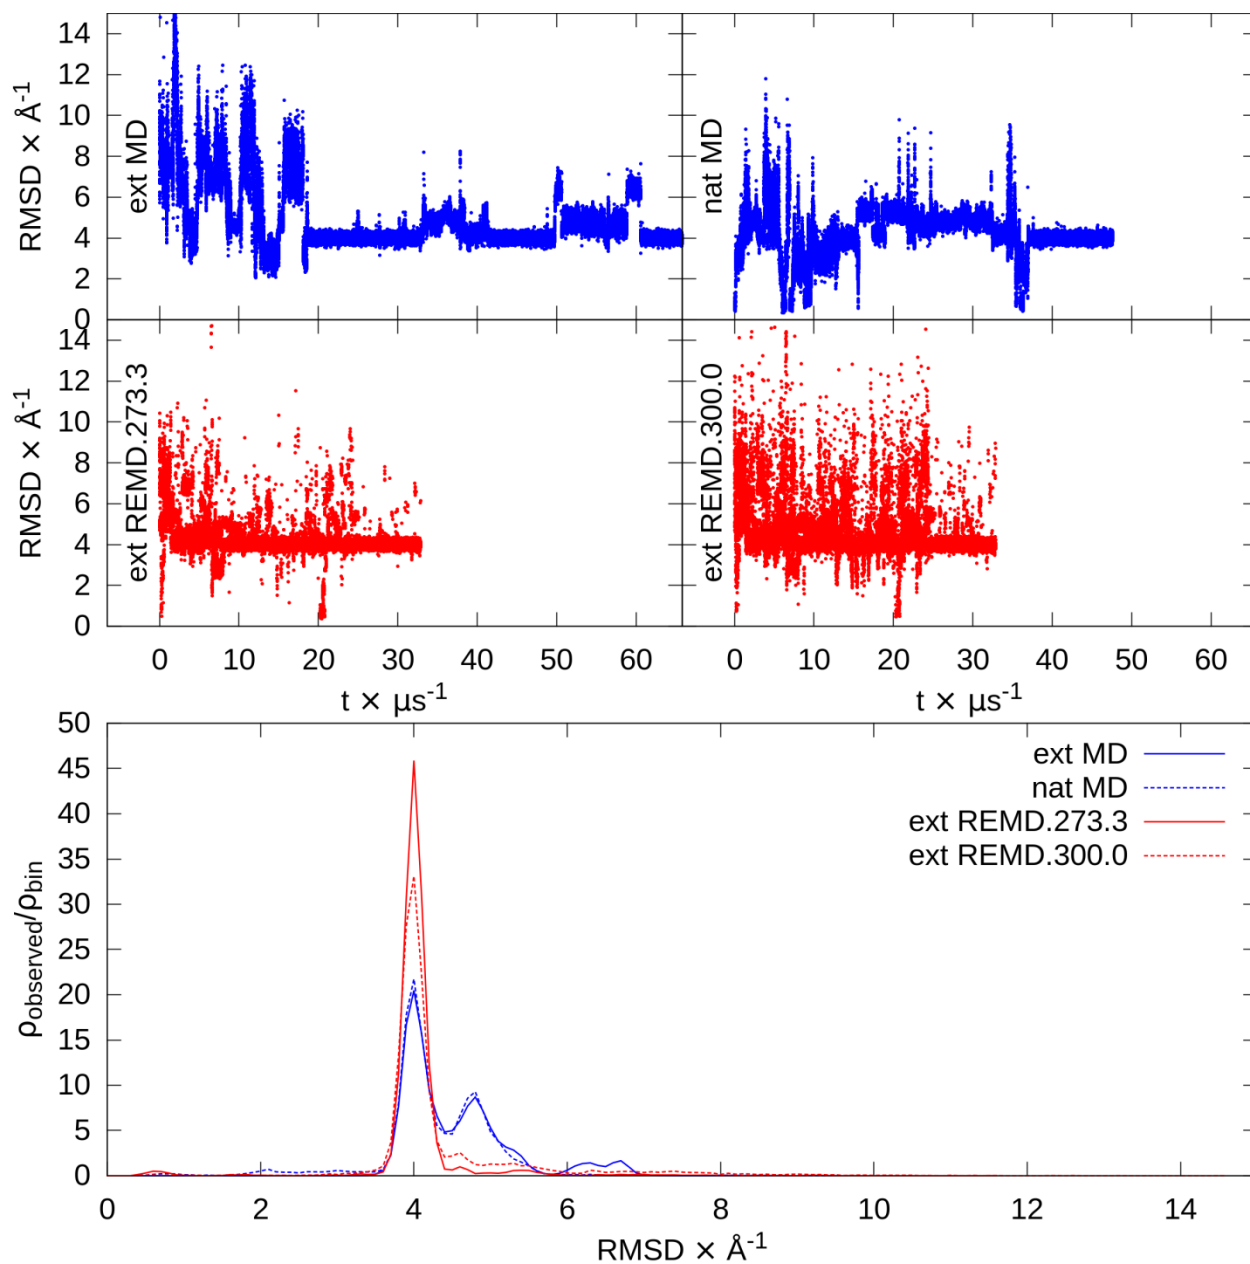 14
12
10
8
6
4
2
0
RMSD × Å-1
ext MD
nat MD
14
12
10
8
6
4
2
0
RMSD × Å-1
ext REMD.273.3
ext REMD.300.0
0 10 20 30 40 50 60
0 10 20 30 40 50 60
t × µs-1
t × µs-1
50
45
40
35
30
25
20
15
10
5
0
ρobserved/ρbin
ext MD
nat MD
ext REMD.273.3
ext REMD.300.0
0 2 4 6 8 10 12 14
RMSD × Å-1